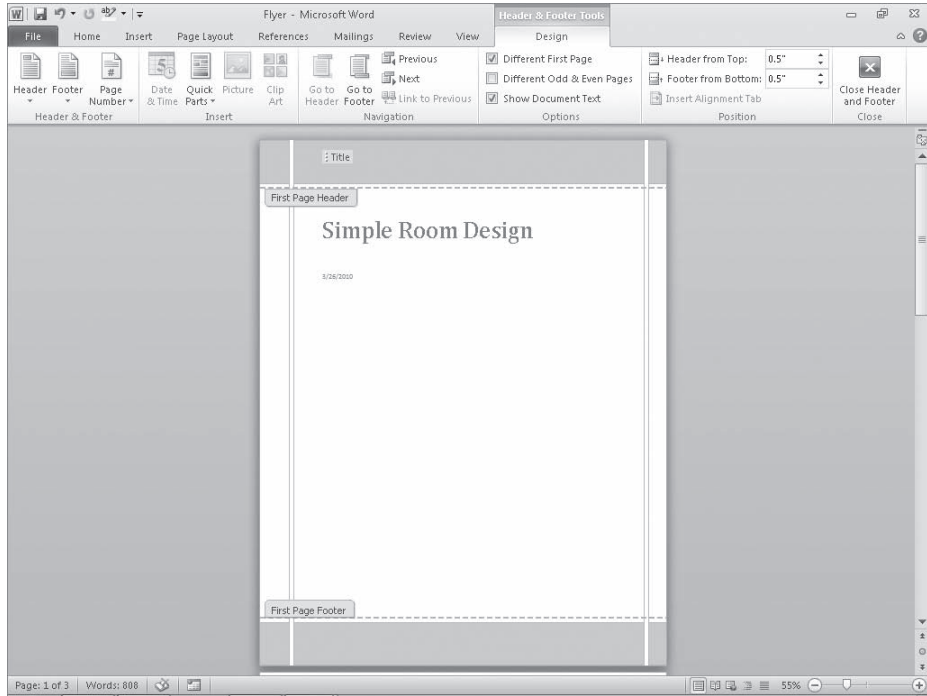 Flyer - Microsoft Word
Header & Footer Tools
File Home Insert Page Layout References Mailings Review View Design
Header Footer Page Number
Header & Footer
Date & Time Quick Parts Picture Clip Art
Insert
Go to Header Go to Footer
Previous
Next
Link to Previous
Navigation
Different First Page
Different Odd & Even Pages
Show Document Text
Options
Header from Top: 0.5"
Footer from Bottom: 0.5"
Insert Alignment Tab
Position
Close Header and Footer
Close
Title
First Page Header
Simple Room Design
3/26/2010
First Page Footer
Page: 1 of 3 Words: 808 55%